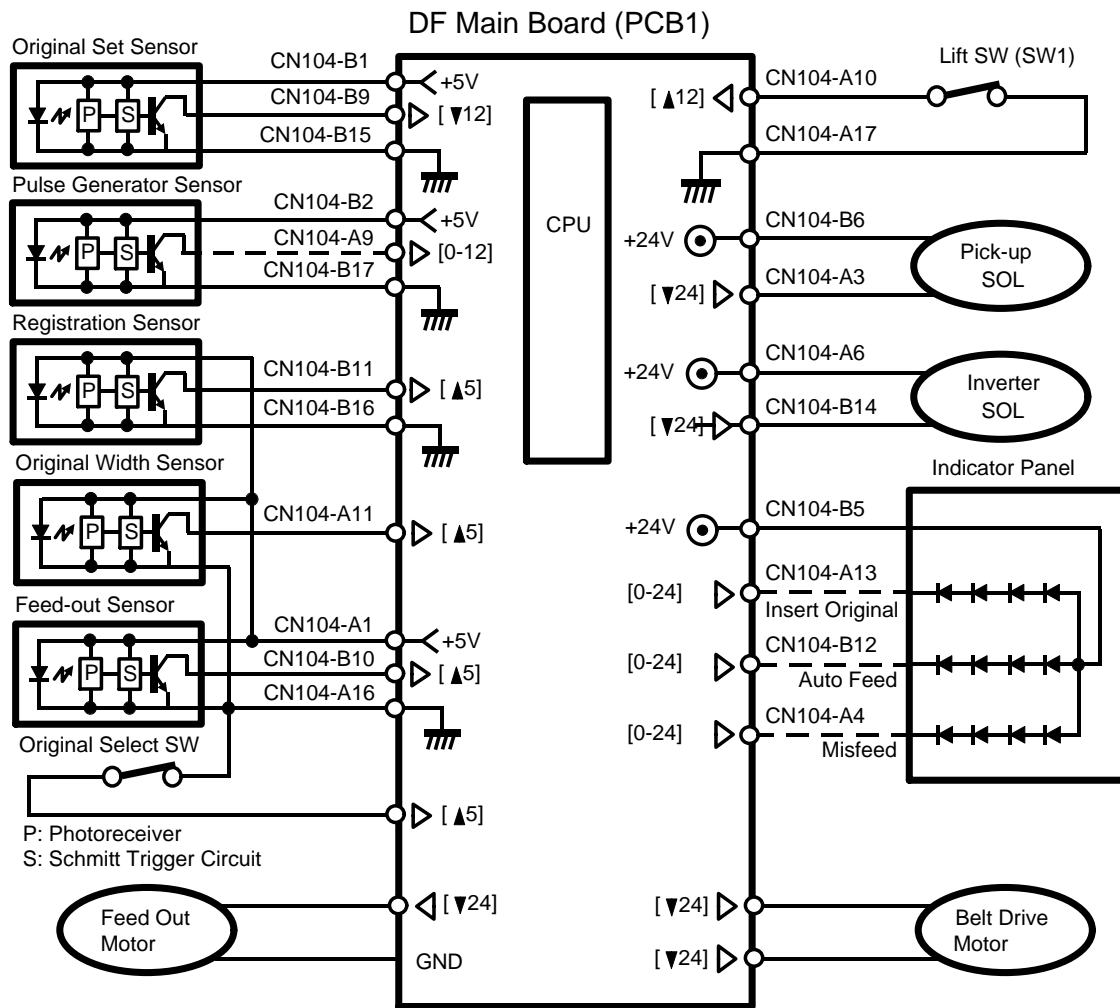 DF Main Board (PCB1)
Original Set Sensor
CN104-B1
+5V
CN104-B9
[▼12]
CN104-B15
P
S
Pulse Generator Sensor
CN104-B2
+5V
CN104-A9
[0-12]
CN104-B17
P
S
Registration Sensor
CN104-B11
[▲5]
CN104-B16
P
S
Original Width Sensor
CN104-A11
[▲5]
P
S
Feed-out Sensor
CN104-A1
+5V
CN104-B10
[▲5]
CN104-A16
P
S
Original Select SW
[▲5]
P: Photoreceiver
S: Schmitt Trigger Circuit
Feed Out
Motor
[▼24]
GND
CPU
Lift SW (SW1)
CN104-A10
[▲12]
CN104-A17
+24V
CN104-B6
Pick-up
SOL
[▼24]
CN104-A3
+24V
CN104-A6
Inverter
SOL
[▼24]
CN104-B14
Indicator Panel
+24V
CN104-B5
[0-24]
CN104-A13
Insert Original
[0-24]
CN104-B12
Auto Feed
[0-24]
CN104-A4
Misfeed
[▼24]
[▼24]
Belt Drive
Motor